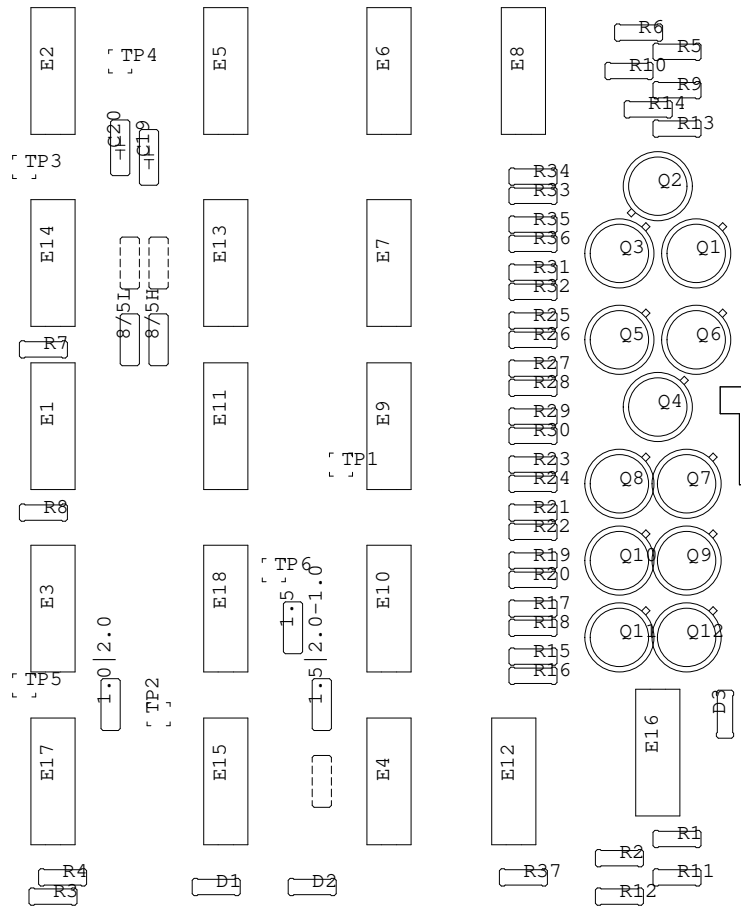 R6
E2
TP4
E5
E6
E8
R5
R10
R9
R14
R13
C20
C19
TP3
R34
R33
Q2
R35
R36
E14
E13
E7
Q3
Q1
R31
R32
8/5L
8/5H
R25
R26
Q5
Q6
R7
R27
R28
E1
E11
E9
Q4
R29
R30
TP1
R23
R24
Q8
Q7
R8
R21
R22
R19
R20
Q10
Q9
TP6
E3
E18
1.5
E10
R17
R18
1.0|2.0
1.5|2.0-1.0
Q11
Q12
R15
R16
TP5
TP2
D3
E16
E17
E15
E4
E12
R1
R2
R4
R3
D1
D2
R37
R11
R12